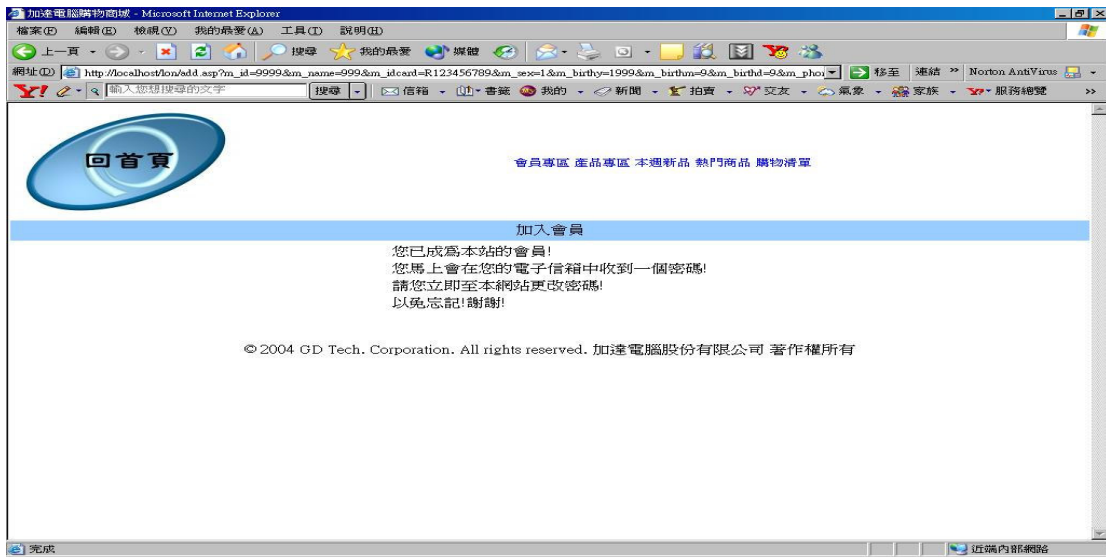 加達電腦購物商城 - Microsoft Internet Explorer
檔案(F) 編輯(E) 檢視(V) 我的最愛(A) 工具(T) 說明(H)
上一頁 搜尋 我的最愛 媒體
網址(D) http://localhost/lon/add.asp?m_id=9999&m_name=999&m_idcard=R123456789&m_sex=1&m_birthy=1999&m_birthm=9&m_birthd=9&m_phoi 移至 連結 » Norton AntiVirus
Y! 輸入您想搜尋的文字 搜尋 信箱 書籤 我的 新聞 拍賣 交友 氣象 家族 服務總覽 »
回首頁
會員專區 產品專區 本週新品 熱門商品 購物清單
加入會員
您已成為本站的會員!
您馬上會在您的電子信箱中收到一個密碼!
請您立即至本網站更改密碼!
以免忘記!謝謝!
© 2004 GD Tech. Corporation. All rights reserved. 加達電腦股份有限公司 著作權所有
完成 近端內部網路